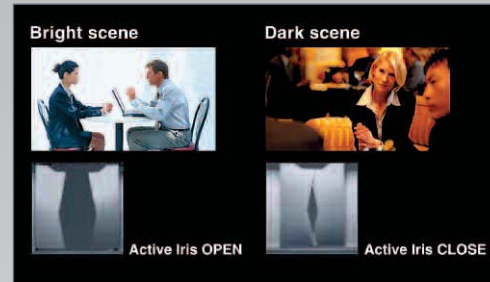 Bright scene
Dark scene
Active Iris OPEN
Active Iris CLOSE